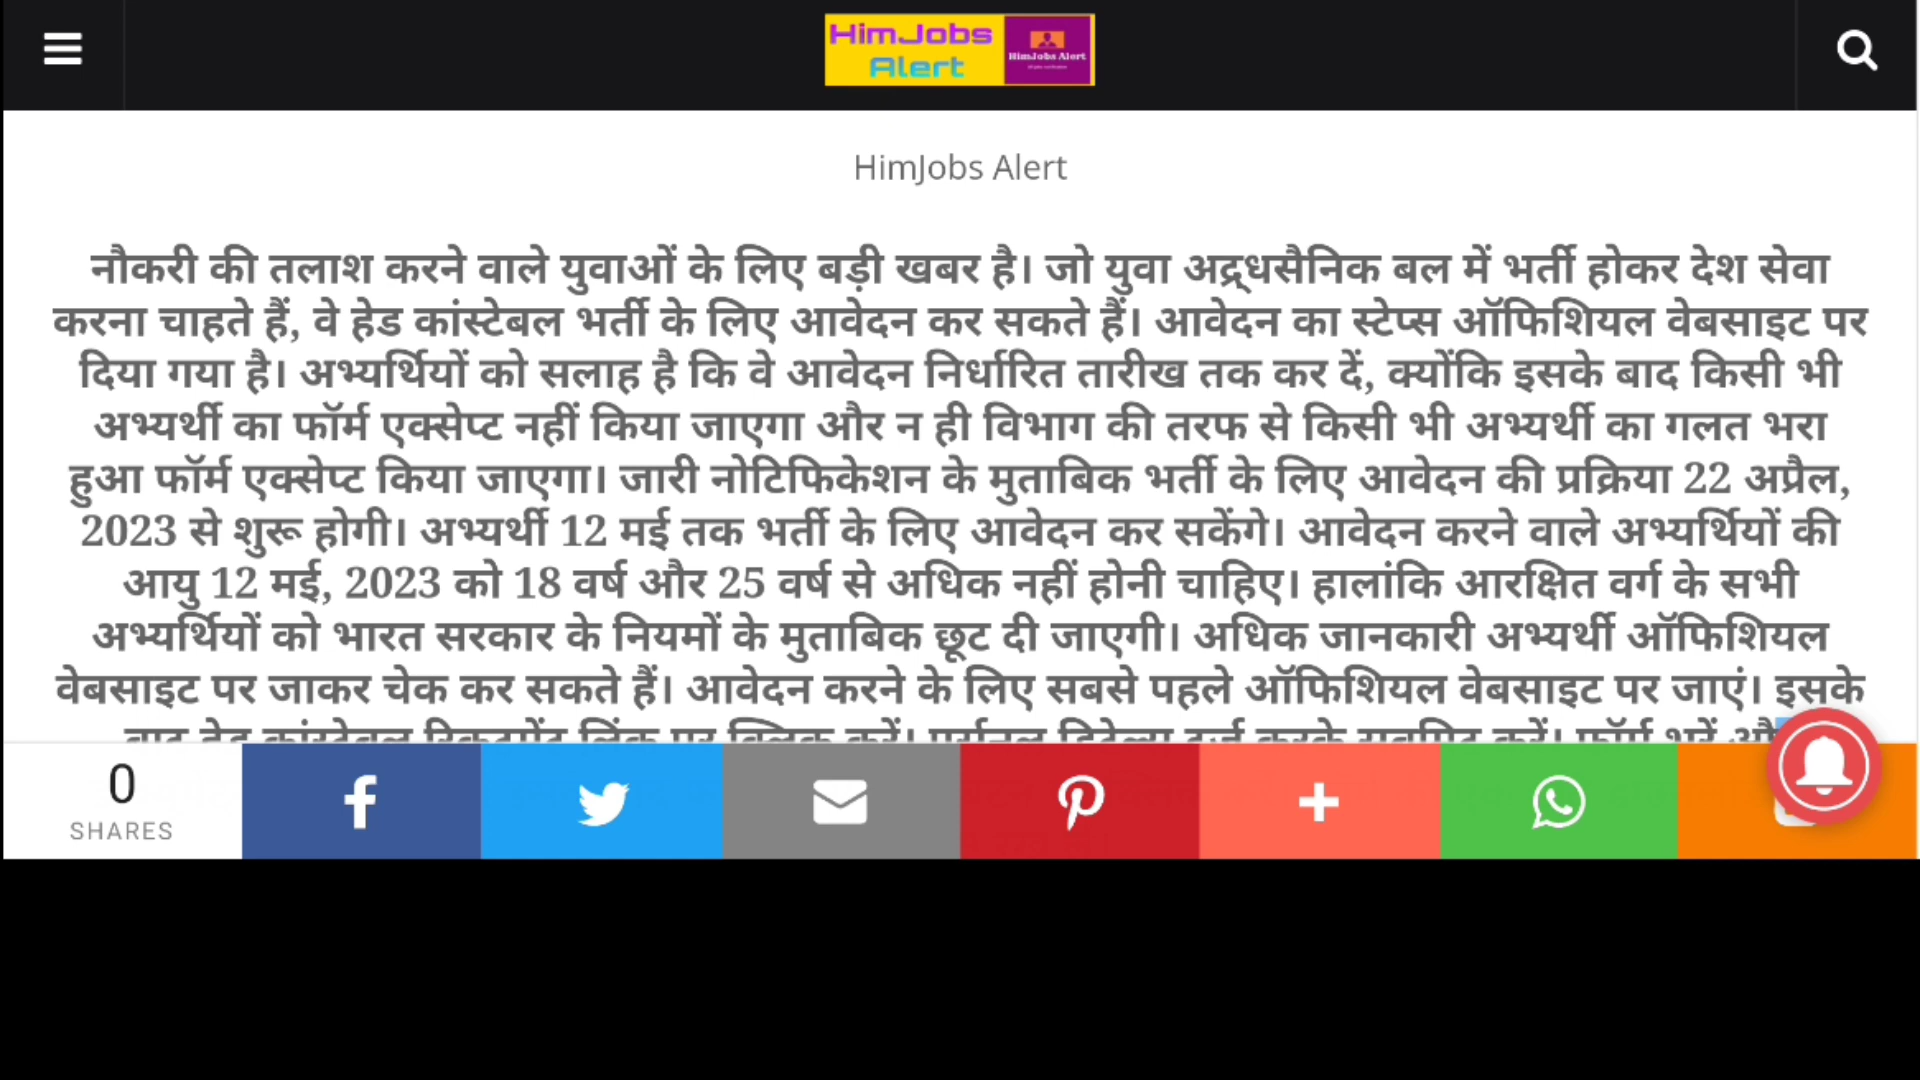 HimJobs
Alert
HimJobs Alert
HimJobs Alert
नौकरी की तलाश करने वाले युवाओं के लिए बड़ी खबर है। जो युवा अद्र्धसैनिक बल में भर्ती होकर देश सेवा
करना चाहते हैं, वे हेड कांस्टेबल भर्ती के लिए आवेदन कर सकते हैं। आवेदन का स्टेप्स ऑफिशियल वेबसाइट पर
दिया गया है। अभ्यर्थियों को सलाह है कि वे आवेदन निर्धारित तारीख तक कर दें, क्योंकि इसके बाद किसी भी
अभ्यर्थी का फॉर्म एक्सेप्ट नहीं किया जाएगा और न ही विभाग की तरफ से किसी भी अभ्यर्थी का गलत भरा
हुआ फॉर्म एक्सेप्ट किया जाएगा। जारी नोटिफिकेशन के मुताबिक भर्ती के लिए आवेदन की प्रक्रिया 22 अप्रैल,
2023 से शुरू होगी। अभ्यर्थी 12 मई तक भर्ती के लिए आवेदन कर सकेंगे। आवेदन करने वाले अभ्यर्थियों की
आयु 12 मई, 2023 को 18 वर्ष और 25 वर्ष से अधिक नहीं होनी चाहिए। हालांकि आरक्षित वर्ग के सभी
अभ्यर्थियों को भारत सरकार के नियमों के मुताबिक छूट दी जाएगी। अधिक जानकारी अभ्यर्थी ऑफिशियल
वेबसाइट पर जाकर चेक कर सकते हैं। आवेदन करने के लिए सबसे पहले ऑफिशियल वेबसाइट पर जाएं। इसके
0
SHARES